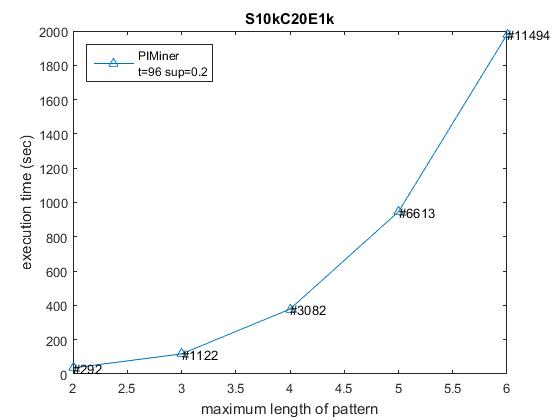 S10kC20E1k
PIMiner
t=96 sup=0.2
execution time (sec)
2000
1800
1600
1400
1200
1000
800
600
400
200
0
#292
#1122
#3082
#6613
#11494
2 2.5 3 3.5 4 4.5 5 5.5 6
maximum length of pattern